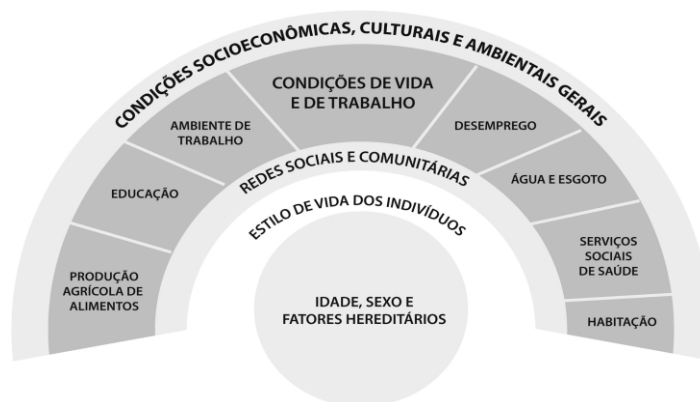 CONDIÇÕES SOCIOECONÔMICAS, CULTURAIS E AMBIENTAIS GERAIS
CONDIÇÕES DE VIDA
E DE TRABALHO
AMBIENTE DE
TRABALHO
DESEMPREGO
EDUCAÇÃO
ÁGUA E ESGOTO
PRODUÇÃO
AGRÍCOLA DE
ALIMENTOS
SERVIÇOS
SOCIAIS
DE SAÚDE
HABITAÇÃO
REDES SOCIAIS E COMUNITÁRIAS
ESTILO DE VIDA DOS INDIVÍDUOS
IDADE, SEXO E
FATORES HEREDITÁRIOS